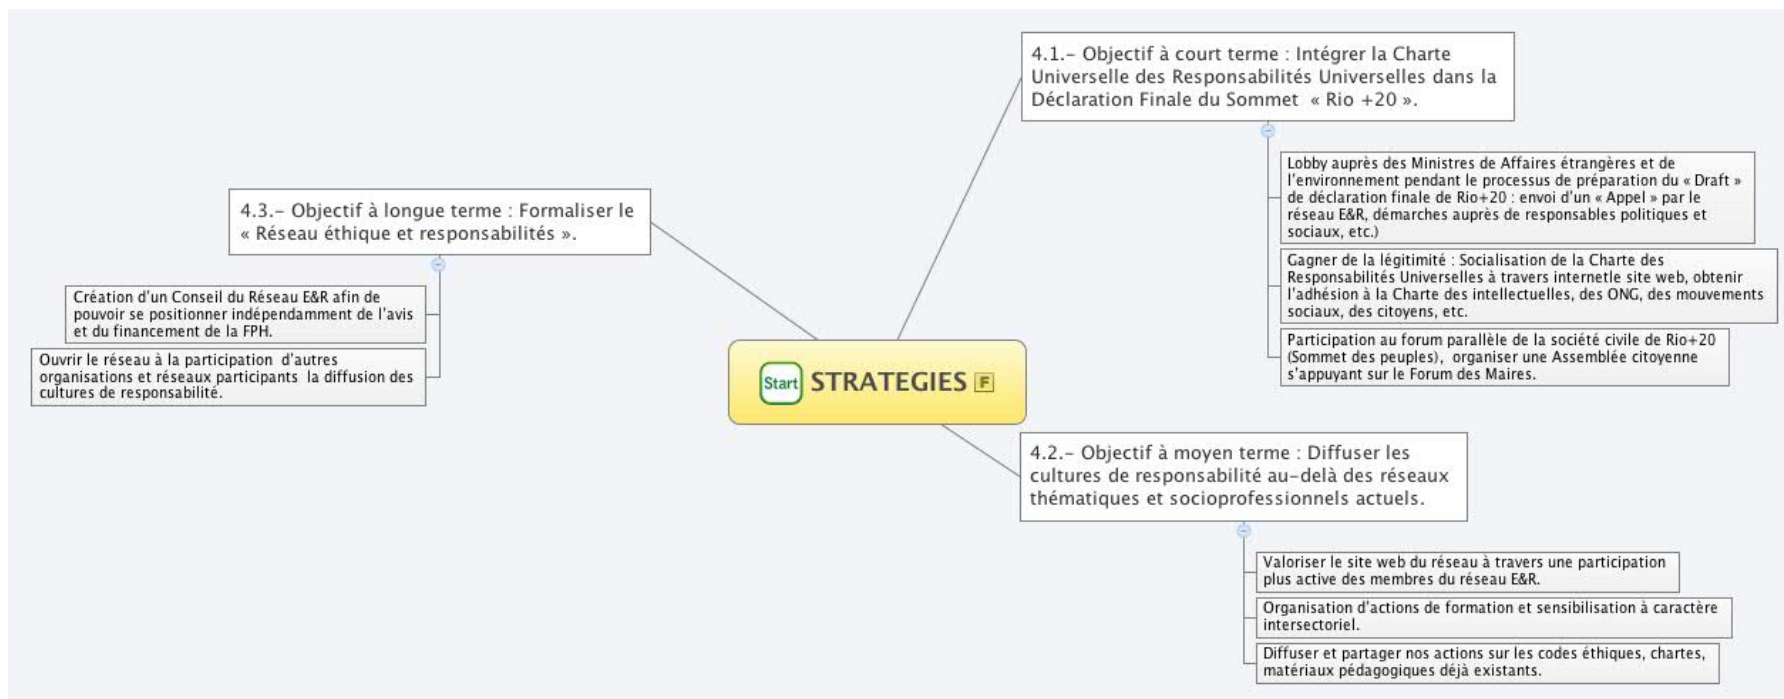 4.1.- Objectif à court terme : Intégrer la Charte
Universelle des Responsabilités Universelles dans la
Déclaration Finale du Sommet « Rio +20 ».
Lobby auprès des Ministres de Affaires étrangères et de
l'environnement pendant le processus de préparation du « Draft »
de déclaration finale de Rio+20 : envoi d'un « Appel » par le
réseau E&R, démarches auprès de responsables politiques et
sociaux, etc.)
Gagner de la légitimité : Socialisation de la Charte des
Responsabilités Universelles à travers internetle site web, obtenir
l'adhésion à la Charte des intellectuelles, des ONG, des mouvements
sociaux, des citoyens, etc.
Participation au forum parallèle de la société civile de Rio+20
(Sommet des peuples), organiser une Assemblée citoyenne
s'appuyant sur le Forum des Maires.
4.3.- Objectif à longue terme : Formaliser le
« Réseau éthique et responsabilités ».
Création d'un Conseil du Réseau E&R afin de
pouvoir se positionner indépendamment de l'avis
et du financement de la FPH.
Ouvrir le réseau à la participation d'autres
organisations et réseaux participants la diffusion des
cultures de responsabilité.
Start STRATEGIES F
4.2.- Objectif à moyen terme : Diffuser les
cultures de responsabilité au-delà des réseaux
thématiques et socioprofessionnels actuels.
Valoriser le site web du réseau à travers une participation
plus active des membres du réseau E&R.
Organisation d'actions de formation et sensibilisation à caractère
intersectoriel.
Diffuser et partager nos actions sur les codes éthiques, chartes,
matériaux pédagogiques déjà existants.